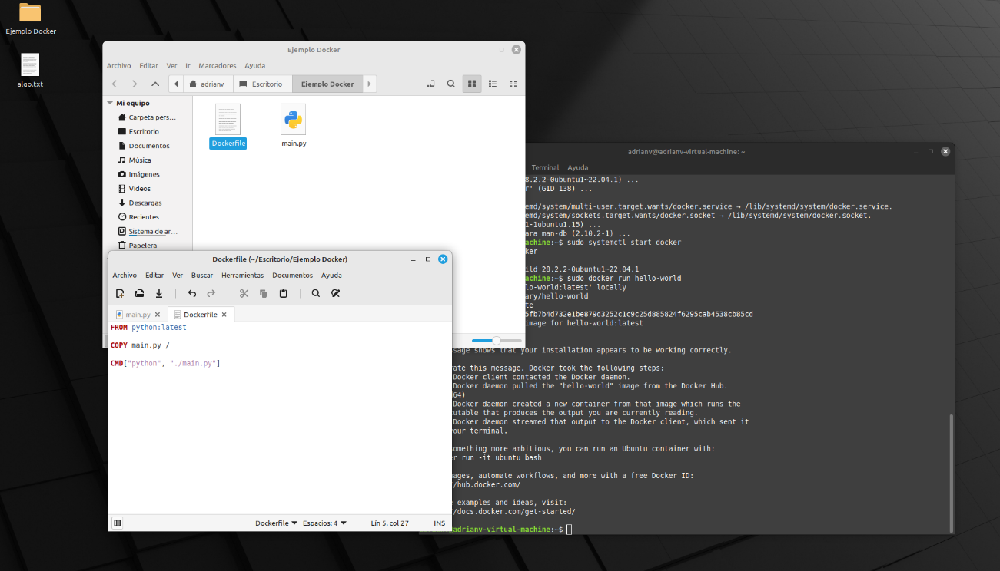 Ejemplo Docker
algo.txt
Ejemplo Docker
Archivo Editar Ver Ir Marcadores Ayuda
adrianv Escritorio Ejemplo Docker
Mi equipo
Carpeta pers...
Escritorio
Documentos
Música
Imágenes
Vídeos
Descargas
Recientes
Sistema de ar...
Papelera
Dockerfile
main.py
Dockerfile (~/Escritorio/Ejemplo Docker)
Archivo Editar Ver Buscar Herramientas Documentos Ayuda
main.py Dockerfile
FROM python:latest
COPY main.py /
CMD["python", "./main.py"]
Dockerfile Espacios: 4 Lín 5, col 27 INS
adrianv@adrianv-virtual-machine: ~
Terminal Ayuda
8.2.2-0ubuntu1~22.04.1) ...
r' (GID 138) ...
emd/system/multi-user.target.wants/docker.service → /lib/systemd/system/docker.service.
emd/system/sockets.target.wants/docker.socket → /lib/systemd/system/docker.socket.
1-1ubuntu1.15) ...
ara man-db (2.10.2-1) ...
achine:~$ sudo systemctl start docker
ker
ild 28.2.2-0ubuntu1~22.04.1
achine:~$ sudo docker run hello-world
lo-world:latest' locally
ary/hello-world
te
5fb7b4d732e1be879d3252c1c9c25d885824f6295cab4538cb85cd
image for hello-world:latest
sage shows that your installation appears to be working correctly.
ate this message, Docker took the following steps:
Docker client contacted the Docker daemon.
Docker daemon pulled the "hello-world" image from the Docker Hub.
64)
Docker daemon created a new container from that image which runs the
utable that produces the output you are currently reading.
Docker daemon streamed that output to the Docker client, which sent it
our terminal.
omething more ambitious, you can run an Ubuntu container with:
r run -it ubuntu bash
ages, automate workflows, and more with a free Docker ID:
/hub.docker.com/
examples and ideas, visit:
/docs.docker.com/get-started/
@adrianv-virtual-machine:~$